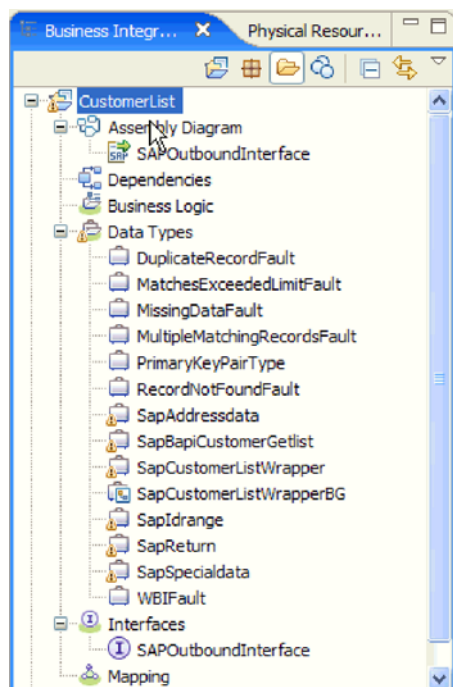 Business Integr...
Physical Resour...
CustomerList
Assembly Diagram
SAPOutboundInterface
Dependencies
Business Logic
Data Types
DuplicateRecordFault
MatchesExceededLimitFault
MissingDataFault
MultipleMatchingRecordsFault
PrimaryKeyPairType
RecordNotFoundFault
SapAddressdata
SapBapiCustomerGetlist
SapCustomerListWrapper
SapCustomerListWrapperBG
SapIdrange
SapReturn
SapSpecialdata
WBIFault
Interfaces
SAPOutboundInterface
Mapping